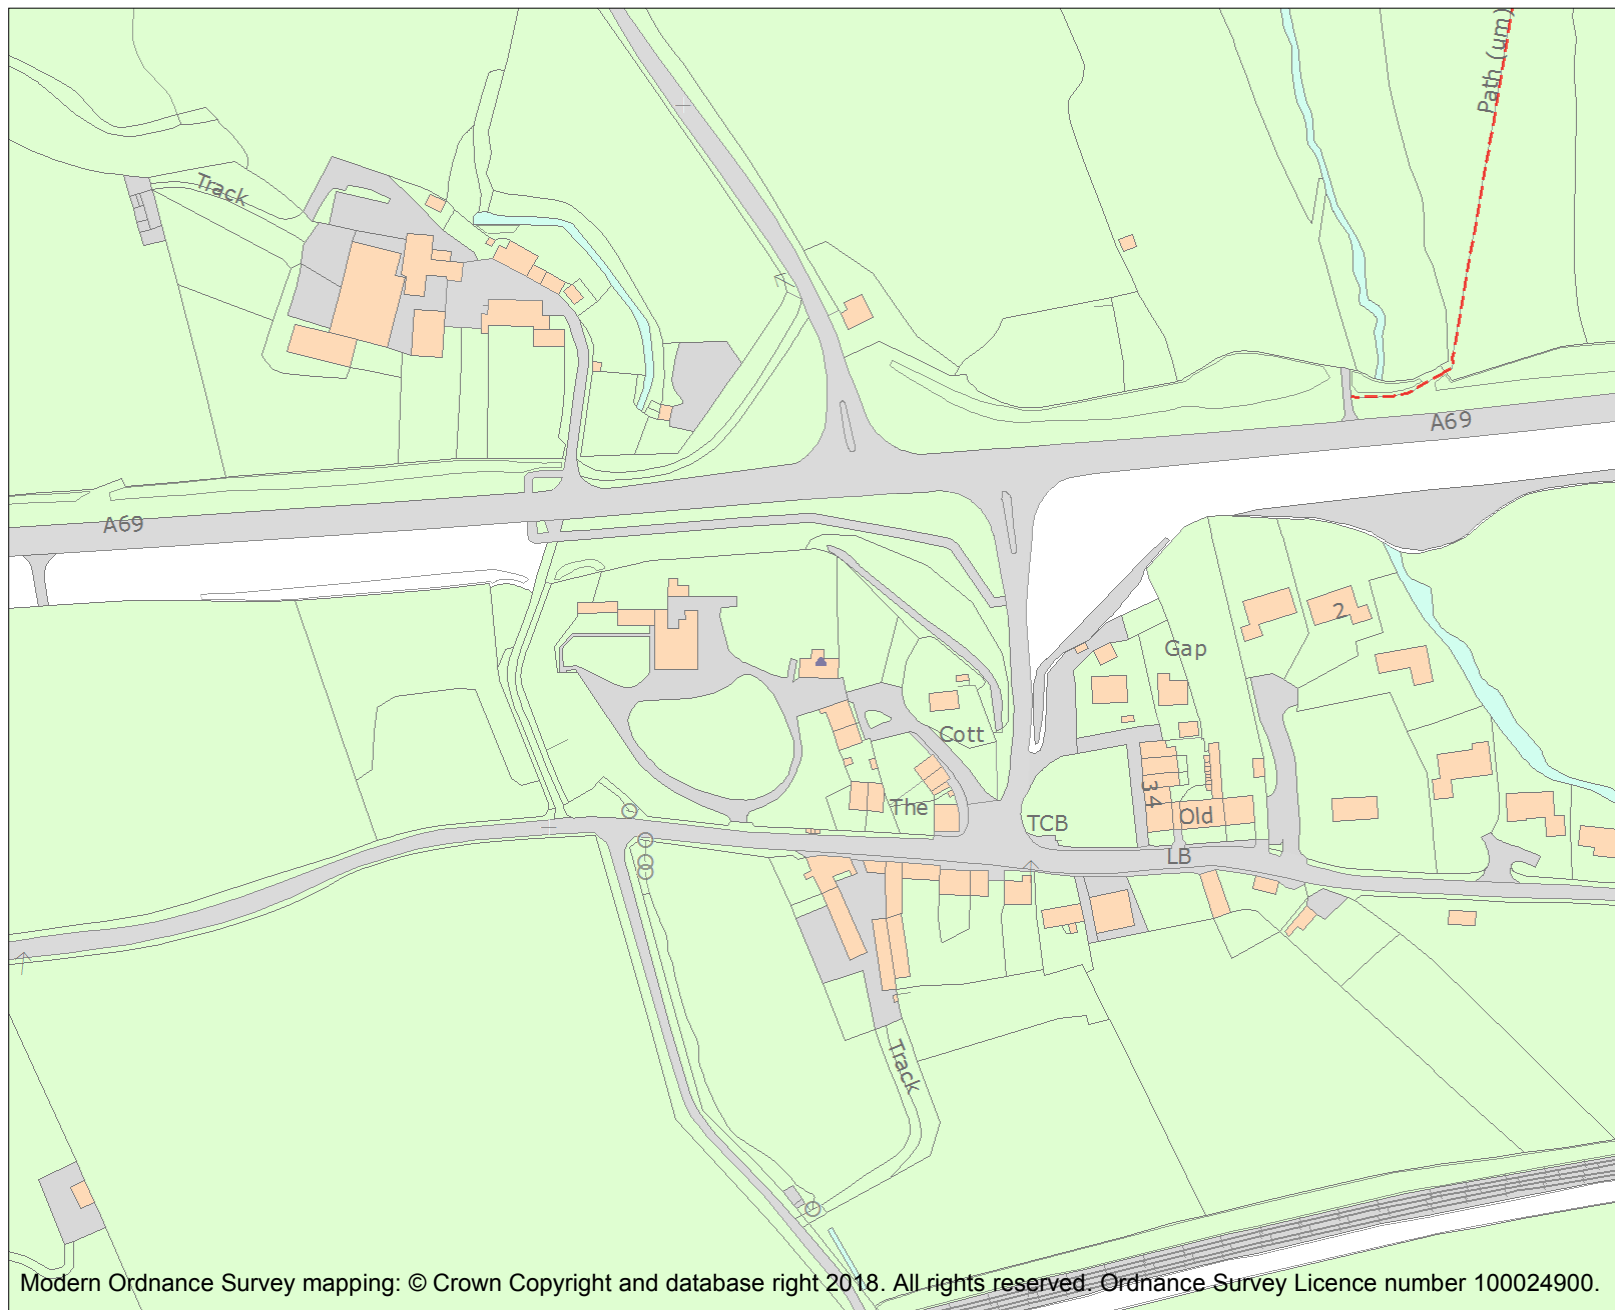 Path (um)
Track
A69
A69
2
Gap
Cott
34
The
Old
TCB
LB
Track
Modern Ordnance Survey mapping: © Crown Copyright and database right 2018. All rights reserved. Ordnance Survey Licence number 100024900.